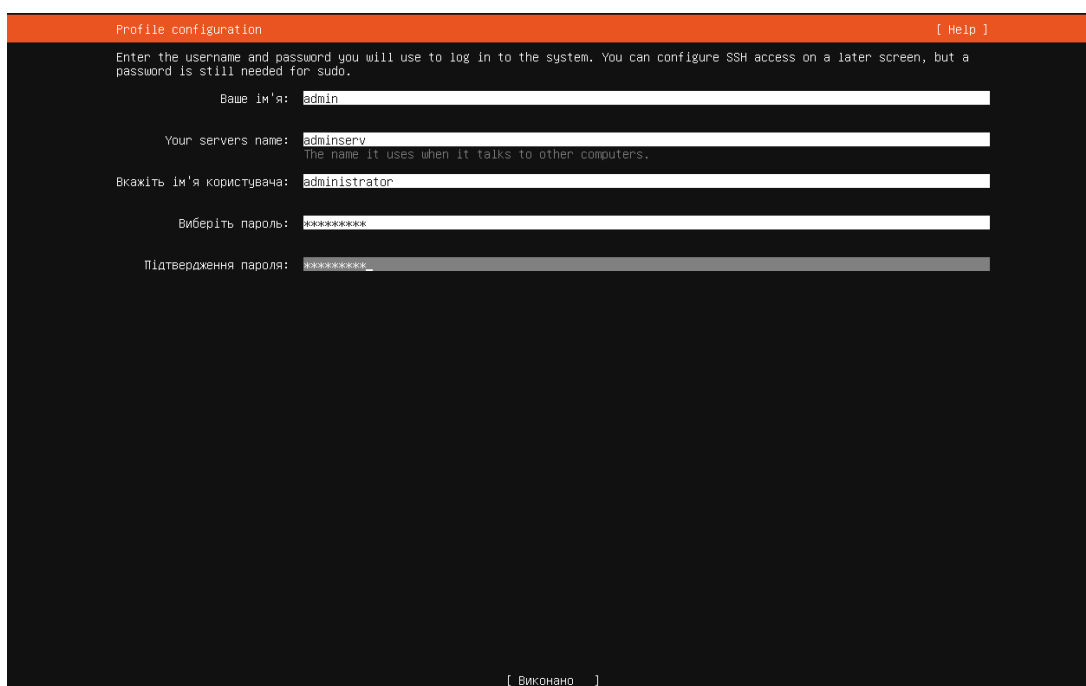 Profile configuration [ Help ]
Enter the username and password you will use to log in to the system. You can configure SSH access on a later screen, but a
password is still needed for sudo.
Ваше ім'я: admin
Your servers name: adminserv
The name it uses when it talks to other computers.
Вкажіть ім'я користувача: administrator
Виберіть пароль: *********
Підтвердження пароля: *********_
[ Виконано ]